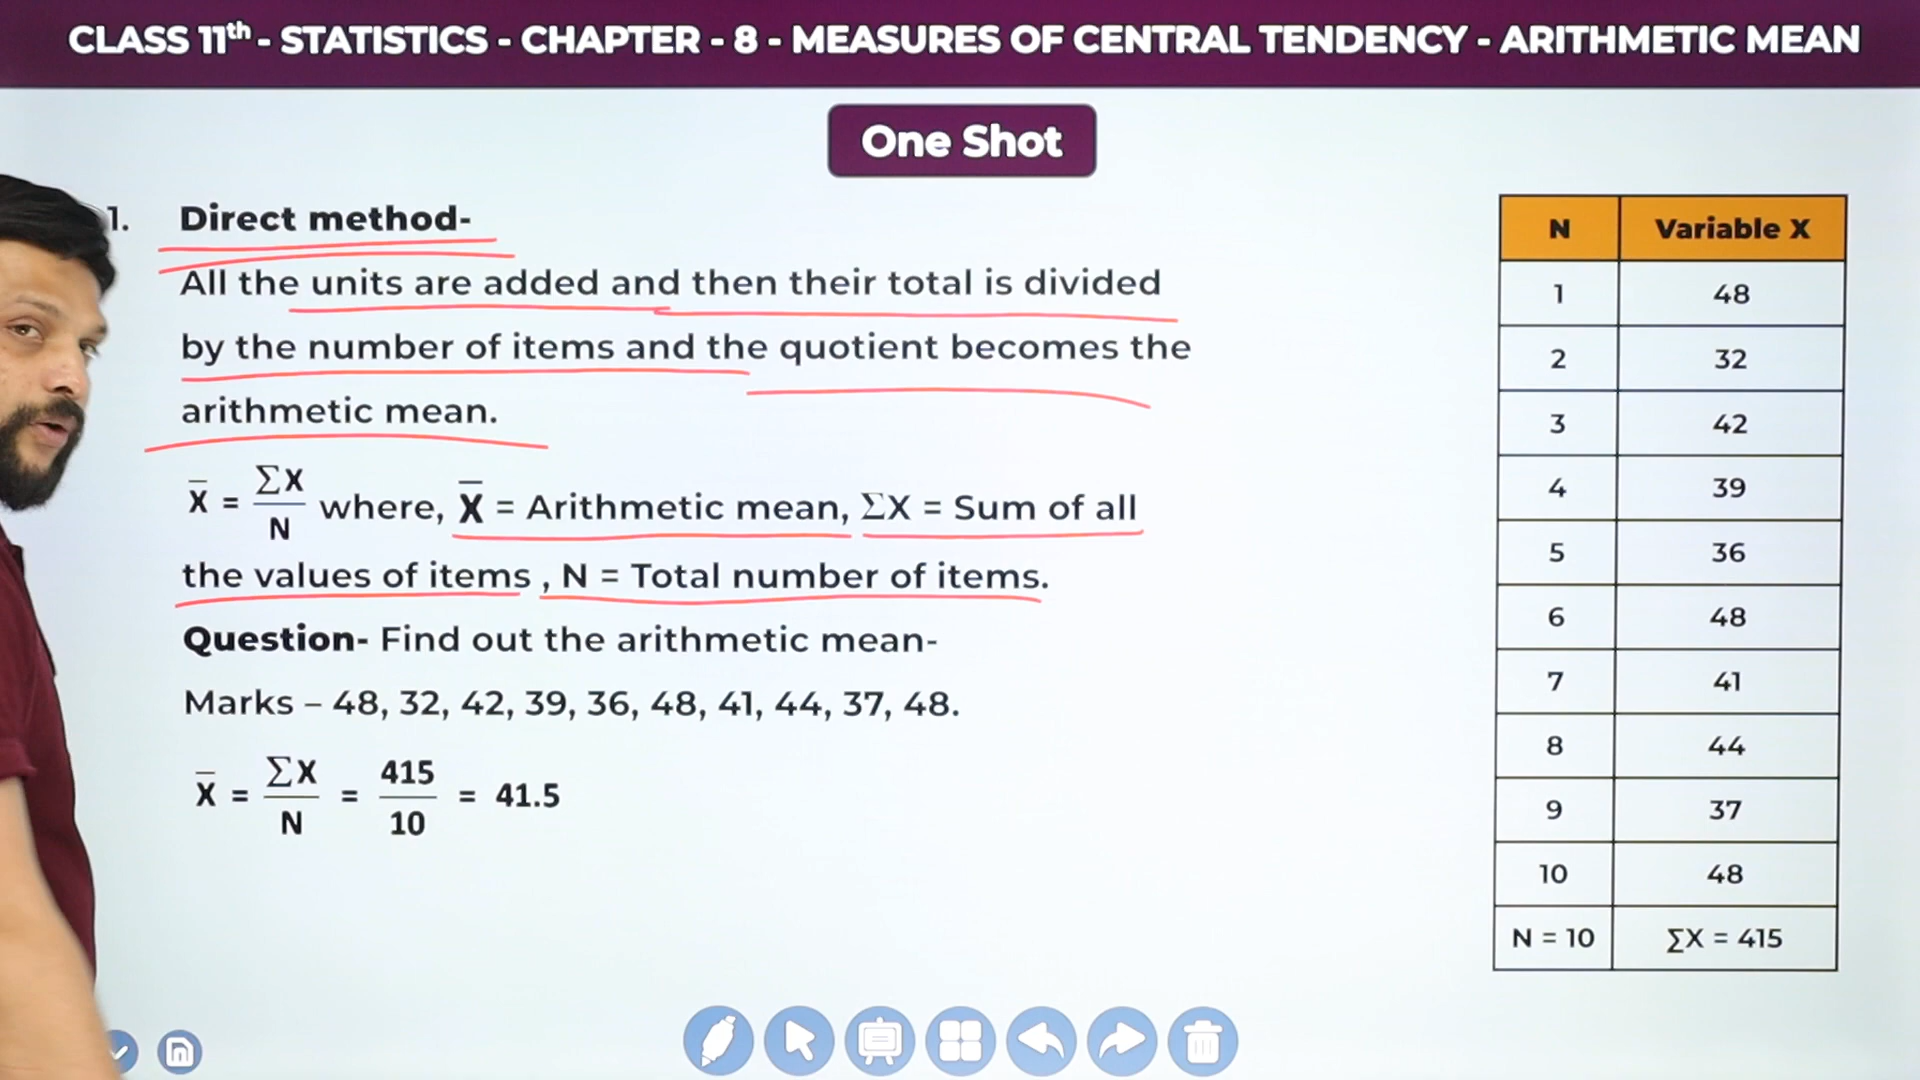 CLASS 11th - STATISTICS - CHAPTER - 8 - MEASURES OF CENTRAL TENDENCY - ARITHMETIC MEAN
One Shot
1. Direct method-
All the units are added and then their total is divided
by the number of items and the quotient becomes the
arithmetic mean.
X̄ = ∑X / N where, X̄ = Arithmetic mean, ∑X = Sum of all
the values of items , N = Total number of items.
Question- Find out the arithmetic mean-
Marks – 48, 32, 42, 39, 36, 48, 41, 44, 37, 48.
X̄ = ∑X / N = 415 / 10 = 41.5
N Variable X
1 48
2 32
3 42
4 39
5 36
6 48
7 41
8 44
9 37
10 48
N = 10 ∑X = 415